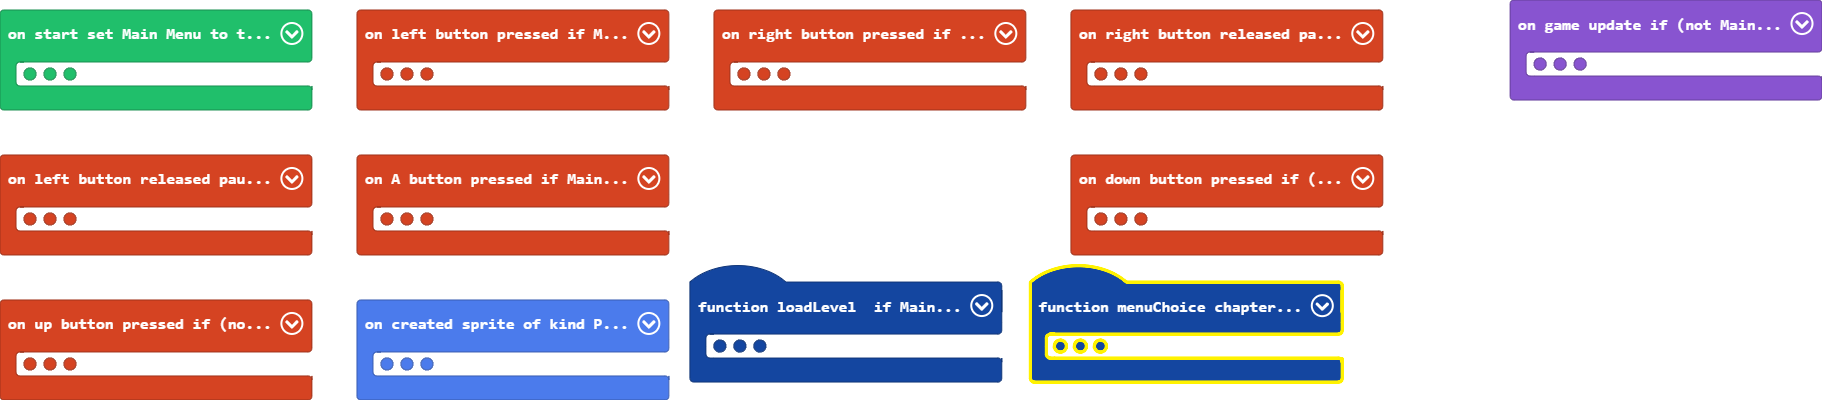 on start set Main Menu to t...
on left button pressed if M...
on right button pressed if ...
on right button released pa...
on game update if (not Main...
on left button released pau...
on A button pressed if Main...
on down button pressed if (...
on up button pressed if (no...
on created sprite of kind P...
function loadLevel if Main...
function menuChoice chapter...